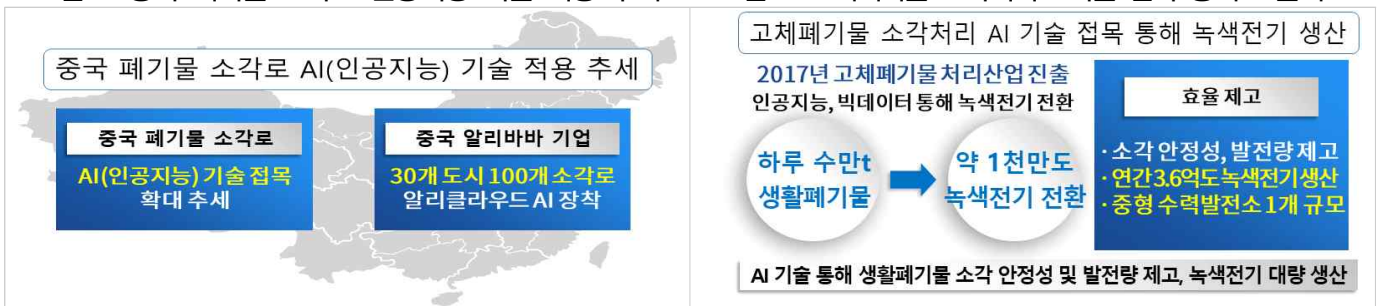 중국 폐기물 소각로 AI(인공지능) 기술 적용 추세
중국 폐기물 소각로
AI(인공지능) 기술 접목
확대 추세
중국 알리바바 기업
30개 도시 100개 소각로
알리클라우드 AI 장착
고체폐기물 소각처리 AI 기술 접목 통해 녹색전기 생산
2017년 고체폐기물 처리산업 진출
인공지능, 빅데이터 통해 녹색전기 전환
하루 수만t
생활폐기물
약 1천만도
녹색전기 전환
효율 제고
· 소각 안정성, 발전량 제고
· 연간 3.6억도 녹색전기 생산
· 중형 수력발전소 1개 규모
AI 기술 통해 생활폐기물 소각 안정성 및 발전량 제고, 녹색전기 대량 생산